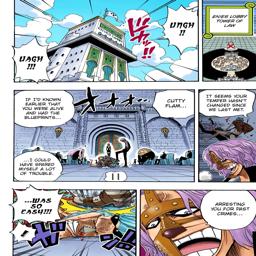 ENIES LOBBY
TOWER OF
LAW
UNGH
!!
UAGH
!!!
IT SEEMS YOUR
TEMPER HASN'T
CHANGED SINCE
WE LAST MET.
CUTTY
FLAM...
IF I'D KNOWN
EARLIER THAT YOU
WERE ALIVE
AND HAD THE
BLUEPRINTS...
...I COULD
HAVE SPARED
MYSELF A LOT
OF TROUBLE.
ARRESTING
YOU FOR PAST
CRIMES...
...WAS
SO
EASY!!!